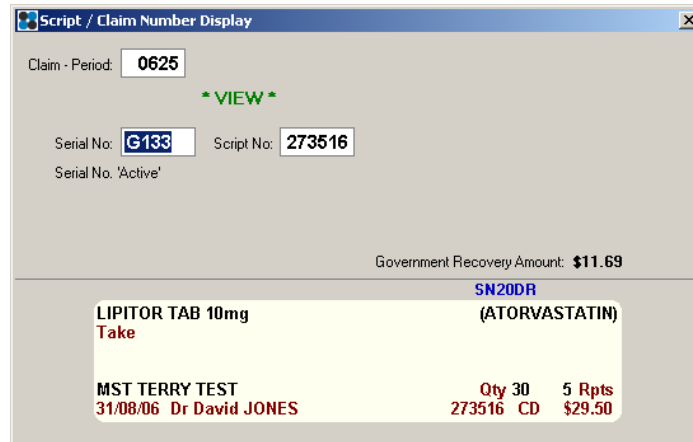 Script / Claim Number Display
Claim - Period: 0625
* VIEW *
Serial No: G133 Script No: 273516
Serial No. 'Active'
Government Recovery Amount: $11.69
SN20DR
LIPITOR TAB 10mg (ATORVASTATIN)
Take
MST TERRY TEST Qty 30 5 Rpts
31/08/06 Dr David JONES 273516 CD $29.50